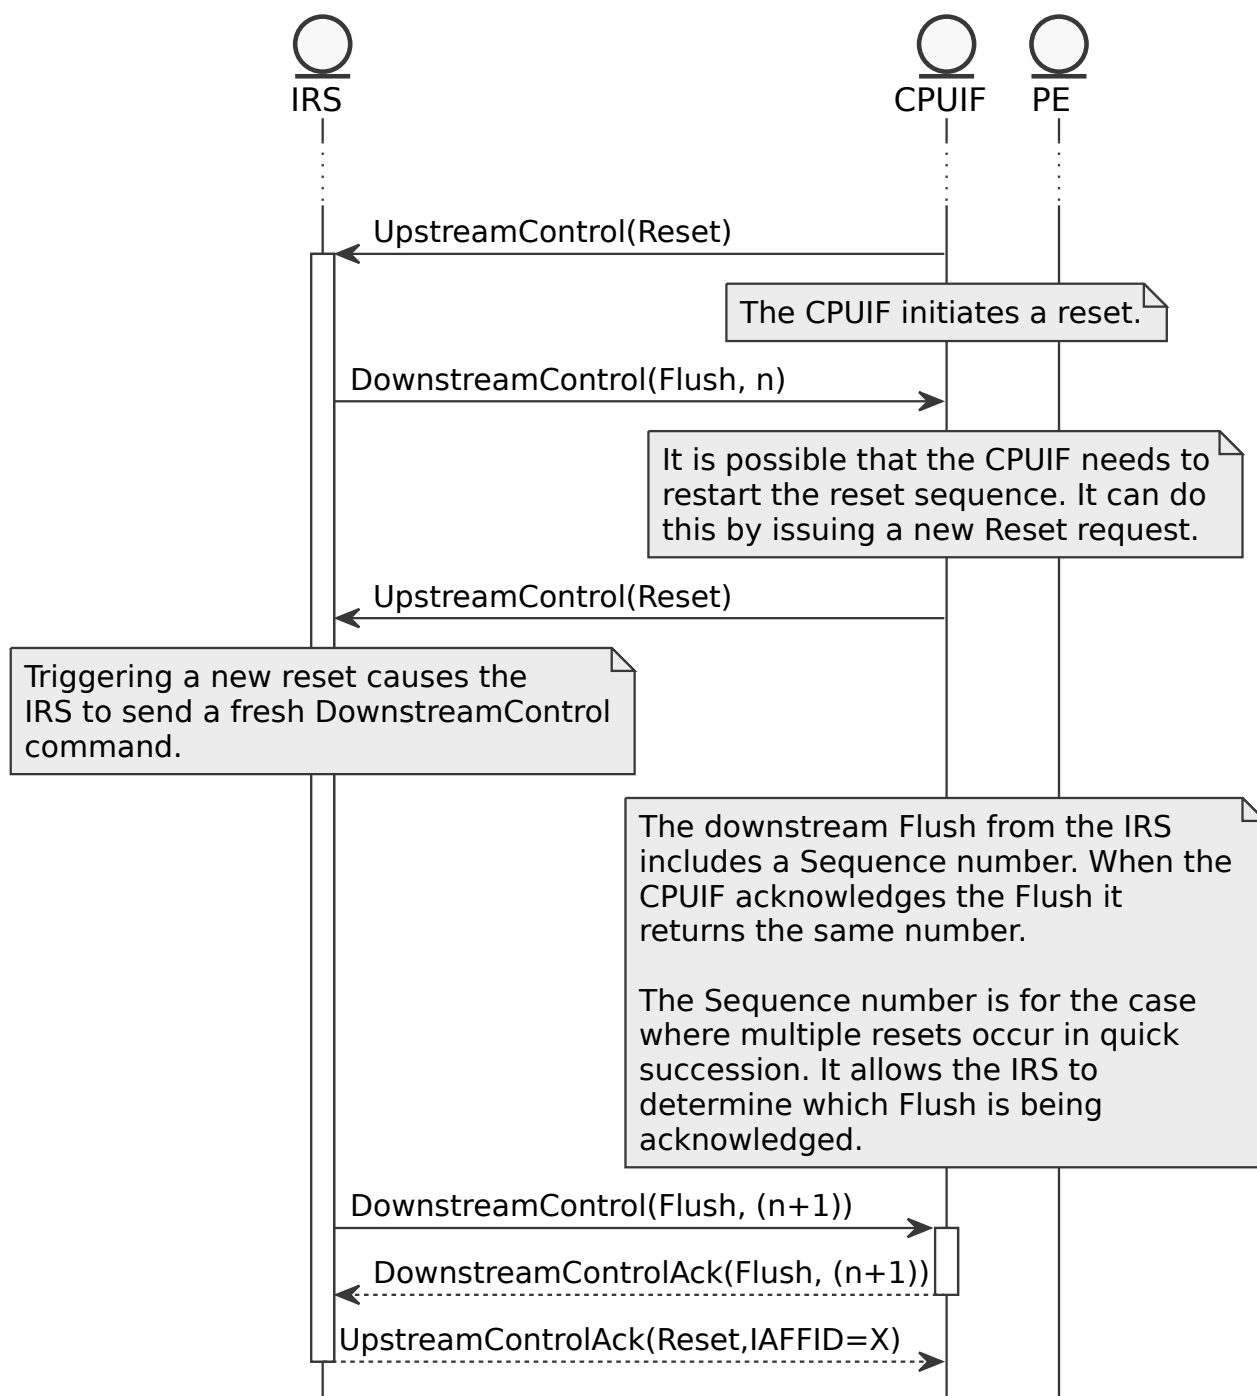 IRS
CPUIF
PE
UpstreamControl(Reset)
The CPUIF initiates a reset.
DownstreamControl(Flush, n)
It is possible that the CPUIF needs to
restart the reset sequence. It can do
this by issuing a new Reset request.
UpstreamControl(Reset)
Triggering a new reset causes the
IRS to send a fresh DownstreamControl
command.
The downstream Flush from the IRS
includes a Sequence number. When the
CPUIF acknowledges the Flush it
returns the same number.
The Sequence number is for the case
where multiple resets occur in quick
succession. It allows the IRS to
determine which Flush is being
acknowledged.
DownstreamControl(Flush, (n+1))
DownstreamControlAck(Flush, (n+1))
UpstreamControlAck(Reset,IAFFID=X)